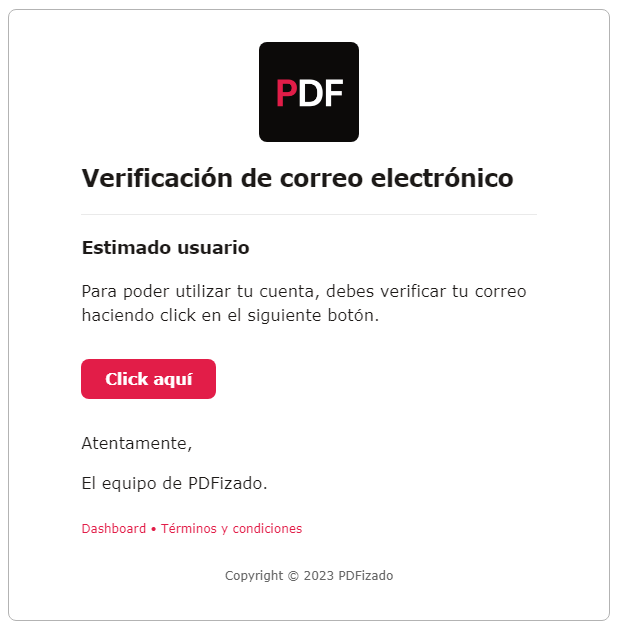 PDF
Verificación de correo electrónico
Estimado usuario
Para poder utilizar tu cuenta, debes verificar tu correo
haciendo click en el siguiente botón.
Click aquí
Atentamente,
El equipo de PDFizado.
Dashboard • Términos y condiciones
Copyright © 2023 PDFizado